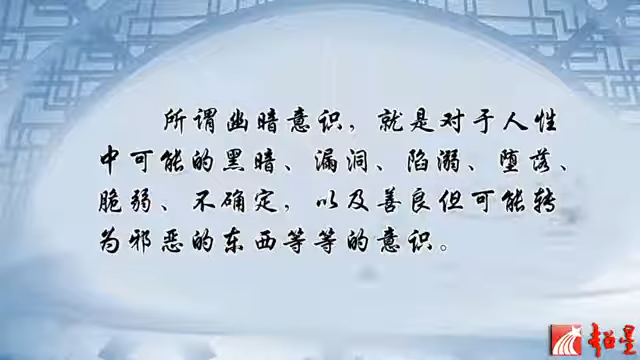 所谓幽暗意识，就是对于人性
中可能的黑暗、漏洞、陷溺、堕落、
脆弱、不确定，以及善良但可能转
为邪恶的东西等等的意识。
超星